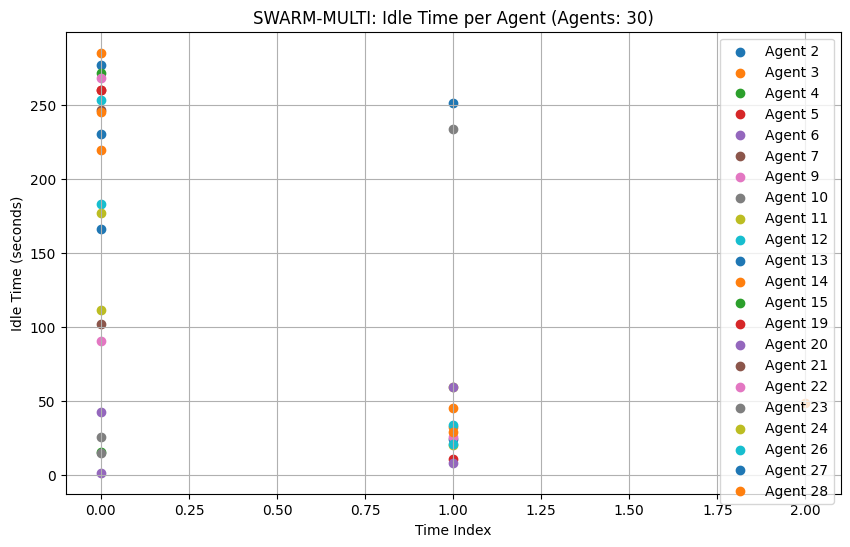 SWARM-MULTI: Idle Time per Agent (Agents: 30)
Idle Time (seconds)
250
200
150
100
50
0
0.00 0.25 0.50 0.75 1.00 1.25 1.50 1.75 2.00
Time Index
Agent 2
Agent 3
Agent 4
Agent 5
Agent 6
Agent 7
Agent 9
Agent 10
Agent 11
Agent 12
Agent 13
Agent 14
Agent 15
Agent 19
Agent 20
Agent 21
Agent 22
Agent 23
Agent 24
Agent 26
Agent 27
Agent 28